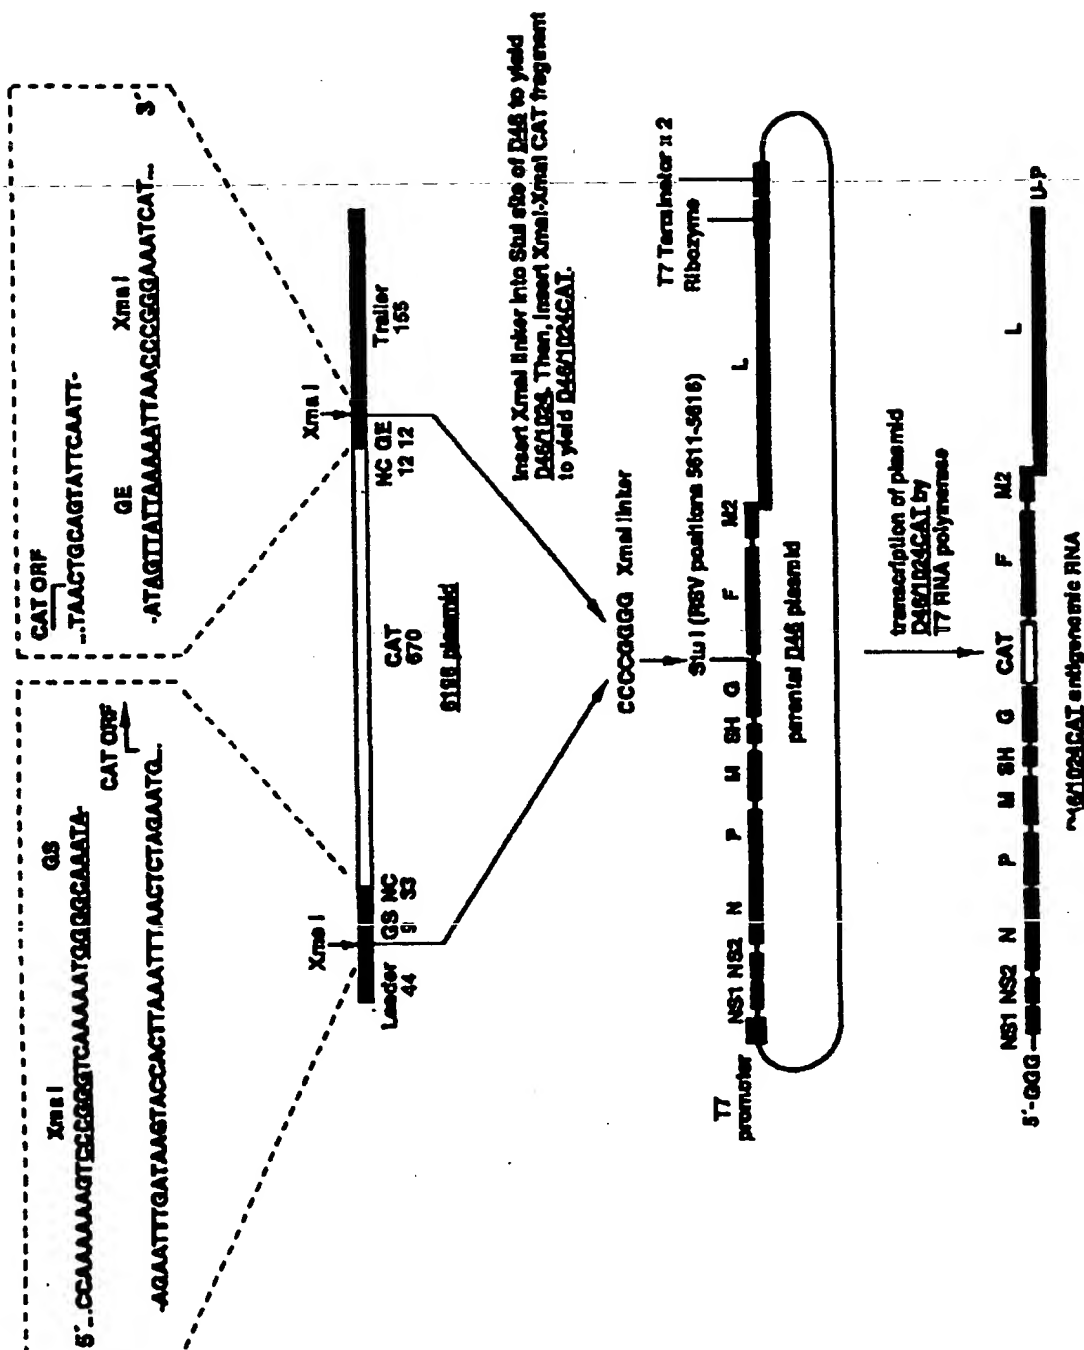 Xma I GS
5´...CCAAAAAGTCCCGGGTCAAAAATGGGGCAAATA-
CAT ORF
-AGAATTTGATAAGTACCACTTAAATTTAACTCTAGAATG...
CAT ORF
...TAACTGCAGTATTCAATT-
GE Xma I
-ATAGTTATTAAAAATTAACCCGGGAAATCAT... 3´
Xma I Xma I
Leader GS NC CAT NC GE Trailer
44 9 33 670 12 12 155
6196 plasmid
CCCCGGGG XmaI linker
Insert XmaI linker into StuI site of D46 to yield
D46/1024. Then, insert XmaI-XmaI CAT fragment
to yield D46/1024CAT.
Stu I (RSV positions 5611-5616)
T7 promoter
NS1 NS2 N P M SH G F M2 L
T7 Terminator x 2
Ribozyme
parental D46 plasmid
transcription of plasmid
D46/1024CAT by
T7 RNA polymerase
NS1 NS2 N P M SH G CAT F M2 L
5´-GGG U-P
46/1024CAT antigenomic RNA